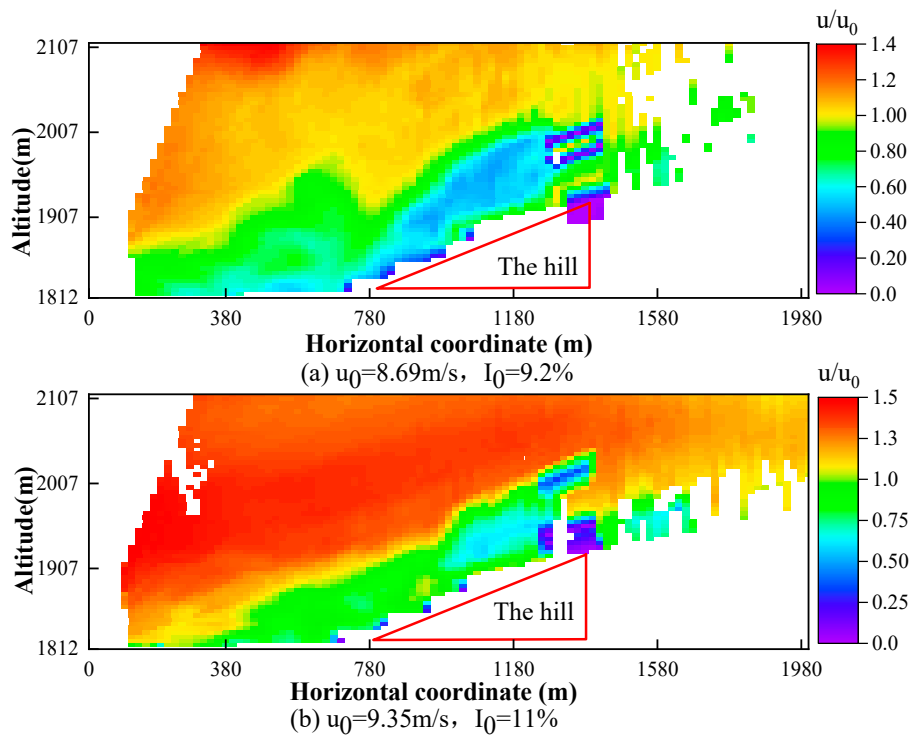 u/u₀
2107
2007
1907
1812
Altitude(m)
1.4
1.2
1.0
0.80
0.60
0.40
0.20
0.0
The hill
0 380 780 1180 1580 1980
Horizontal coordinate (m)
(a) u₀=8.69m/s，I₀=9.2%
u/u₀
2107
2007
1907
1812
Altitude(m)
1.5
1.3
1.0
0.75
0.50
0.25
0.0
The hill
0 380 780 1180 1580 1980
Horizontal coordinate (m)
(b) u₀=9.35m/s，I₀=11%